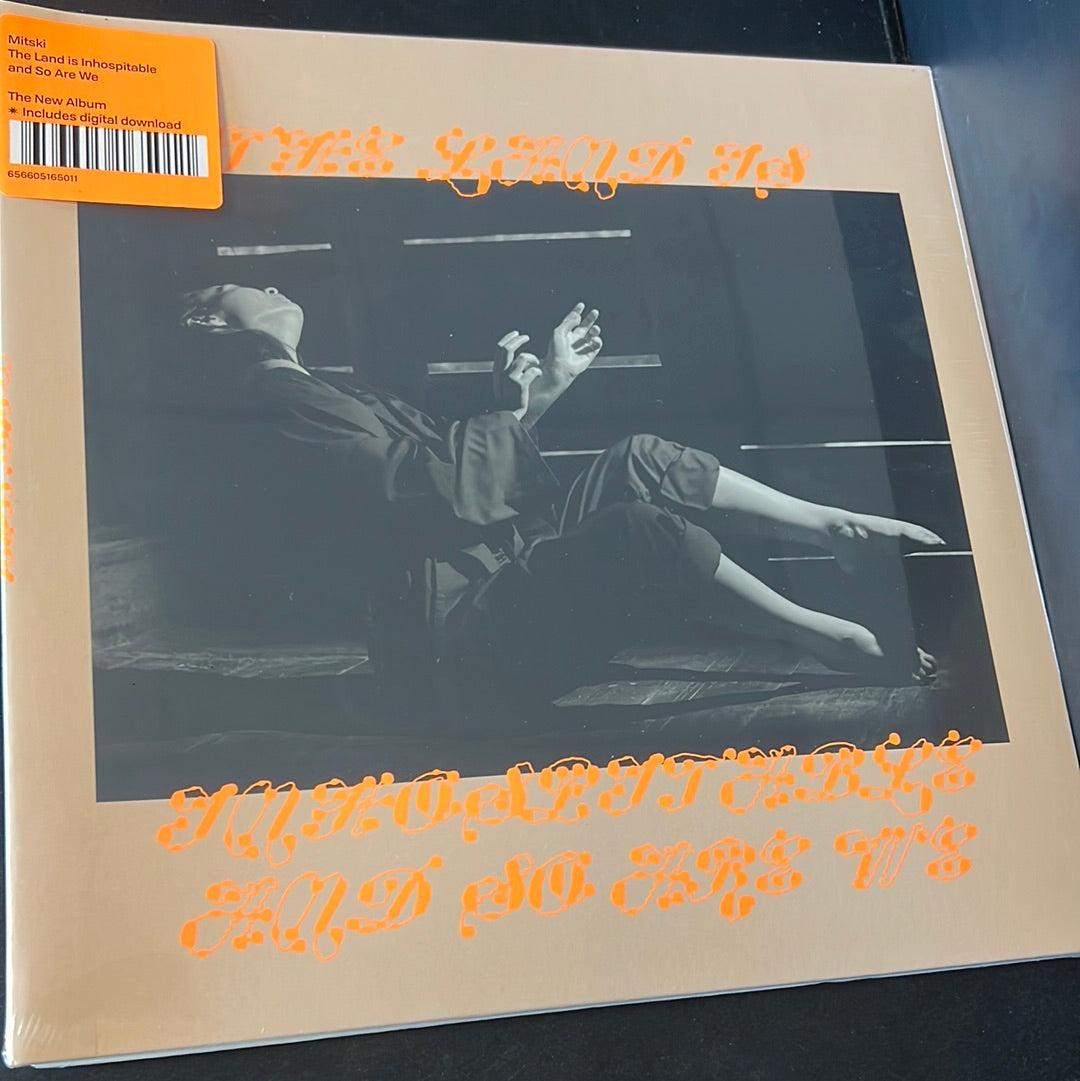 Mitski
The Land is Inhospitable
and So Are We
The New Album
✷ Includes digital download
656605165011
THE LAND IS
INHOSPITABLE
AND SO ARE WE